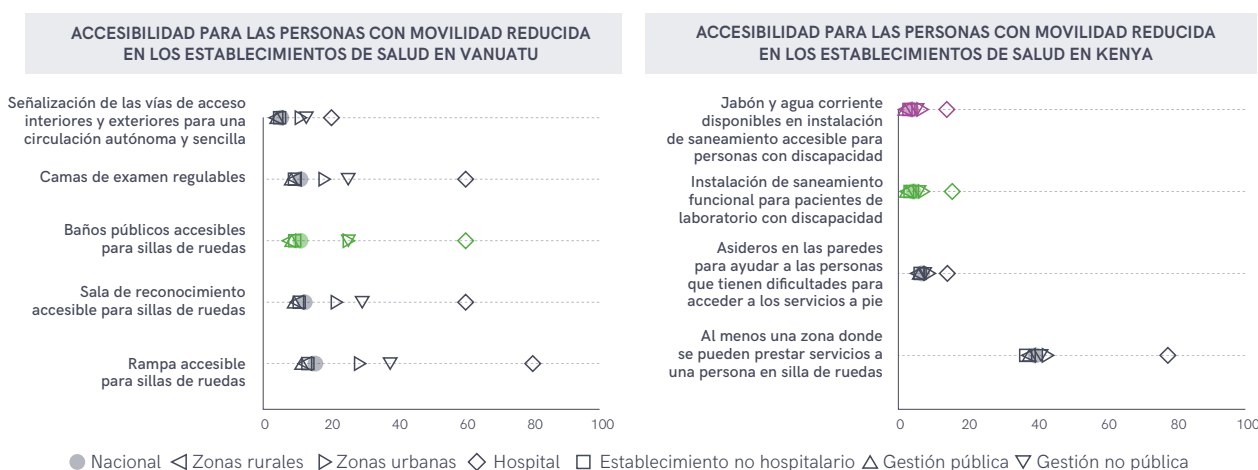 ACCESIBILIDAD PARA LAS PERSONAS CON MOVILIDAD REDUCIDA
EN LOS ESTABLECIMIENTOS DE SALUD EN VANUATU
Señalización de las vías de acceso
interiores y exteriores para una
circulación autónoma y sencilla
Camas de examen regulables
Baños públicos accesibles
para sillas de ruedas
Sala de reconocimiento
accesible para sillas de ruedas
Rampa accesible
para sillas de ruedas
0 20 40 60 80 100
ACCESIBILIDAD PARA LAS PERSONAS CON MOVILIDAD REDUCIDA
EN LOS ESTABLECIMIENTOS DE SALUD EN KENYA
Jabón y agua corriente
disponibles en instalación
de saneamiento accesible para
personas con discapacidad
Instalación de saneamiento
funcional para pacientes de
laboratorio con discapacidad
Asideros en las paredes
para ayudar a las personas
que tienen dificultades para
acceder a los servicios a pie
Al menos una zona donde
se pueden prestar servicios a
una persona en silla de ruedas
0 20 40 60 80 100
Nacional Zonas rurales Zonas urbanas Hospital Establecimiento no hospitalario Gestión pública Gestión no pública